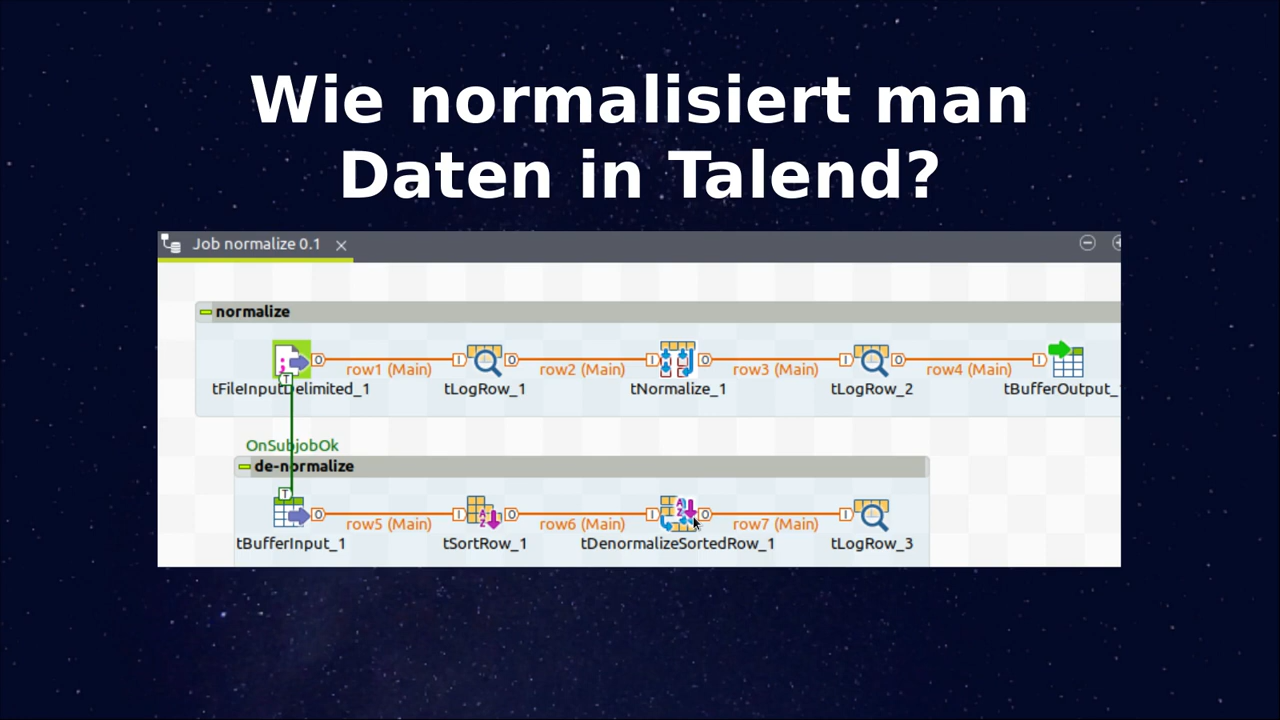 Wie normalisiert man
Daten in Talend?
Job normalize 0.1
normalize
row1 (Main) row2 (Main) row3 (Main) row4 (Main)
tFileInputDelimited_1 tLogRow_1 tNormalize_1 tLogRow_2 tBufferOutput_
OnSubjobOk
de-normalize
row5 (Main) row6 (Main) row7 (Main)
tBufferInput_1 tSortRow_1 tDenormalizeSortedRow_1 tLogRow_3